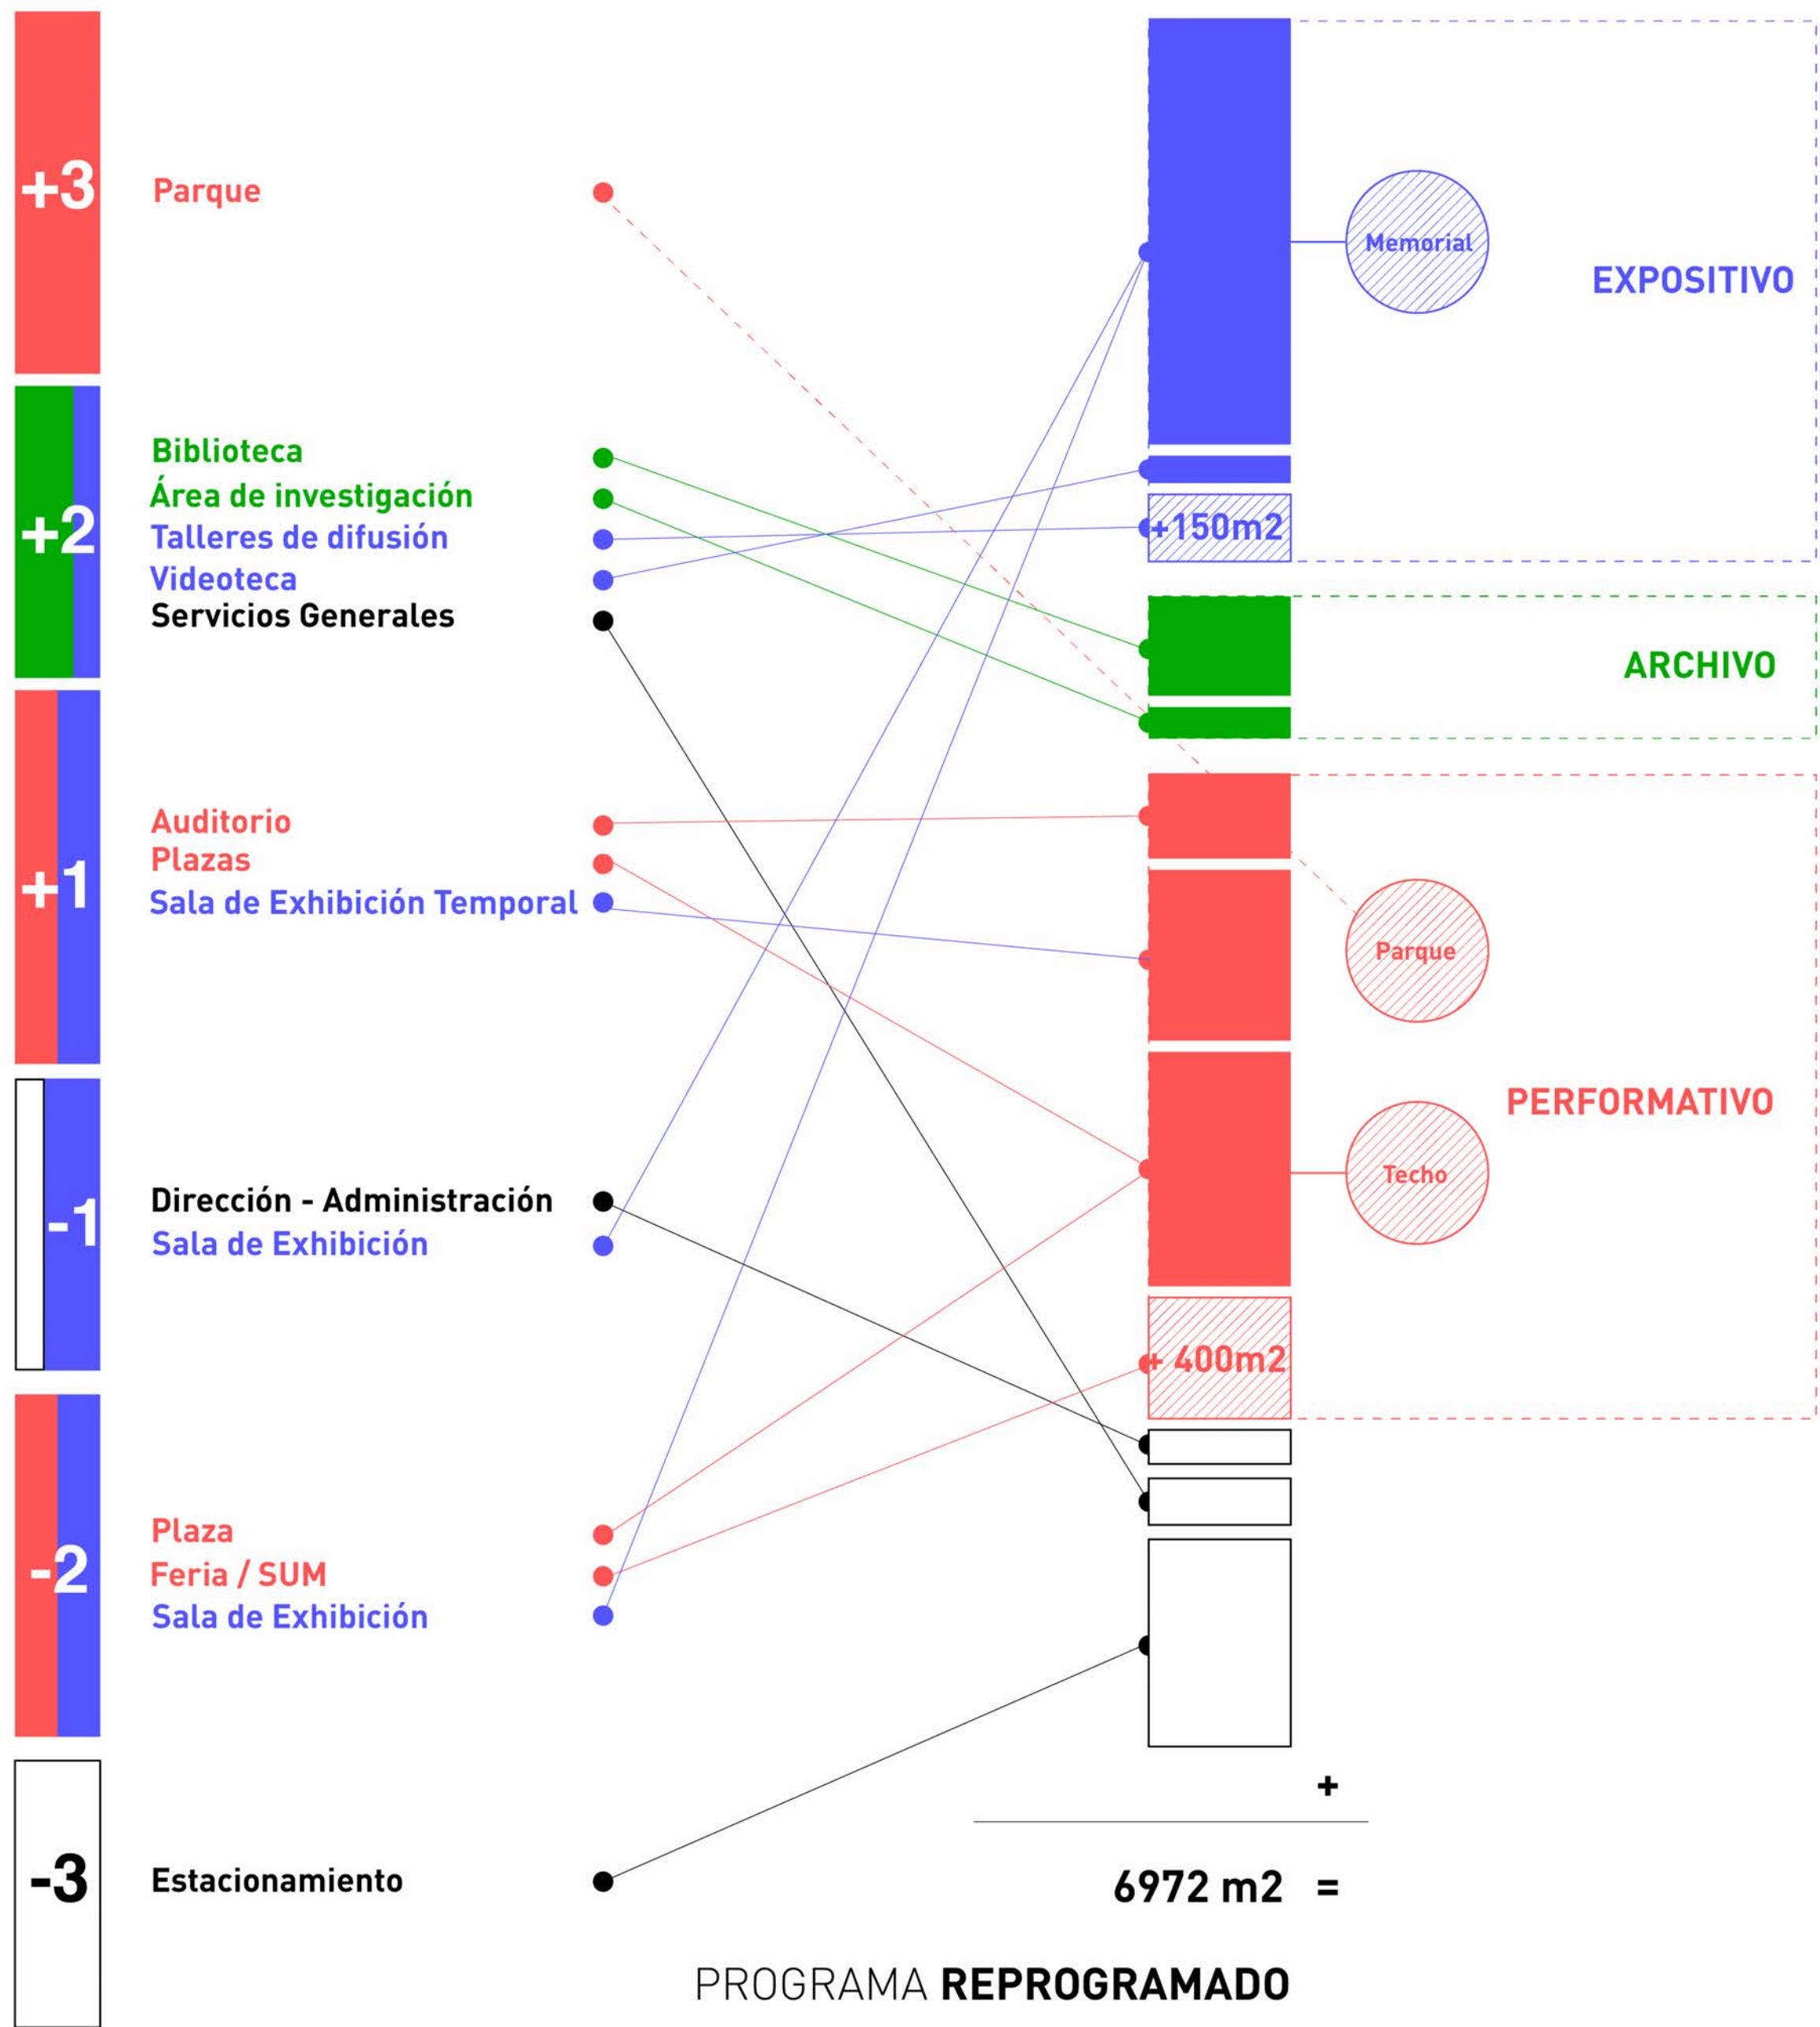 +3
Parque
+2
Biblioteca
Área de investigación
Talleres de difusión
Videoteca
Servicios Generales
+1
Auditorio
Plazas
Sala de Exhibición Temporal
-1
Dirección - Administración
Sala de Exhibición
-2
Plaza
Feria / SUM
Sala de Exhibición
-3
Estacionamiento
Memorial
EXPOSITIVO
+150m2
ARCHIVO
Parque
PERFORMATIVO
Techo
+ 400m2
+
6972 m2 =
PROGRAMA REPROGRAMADO